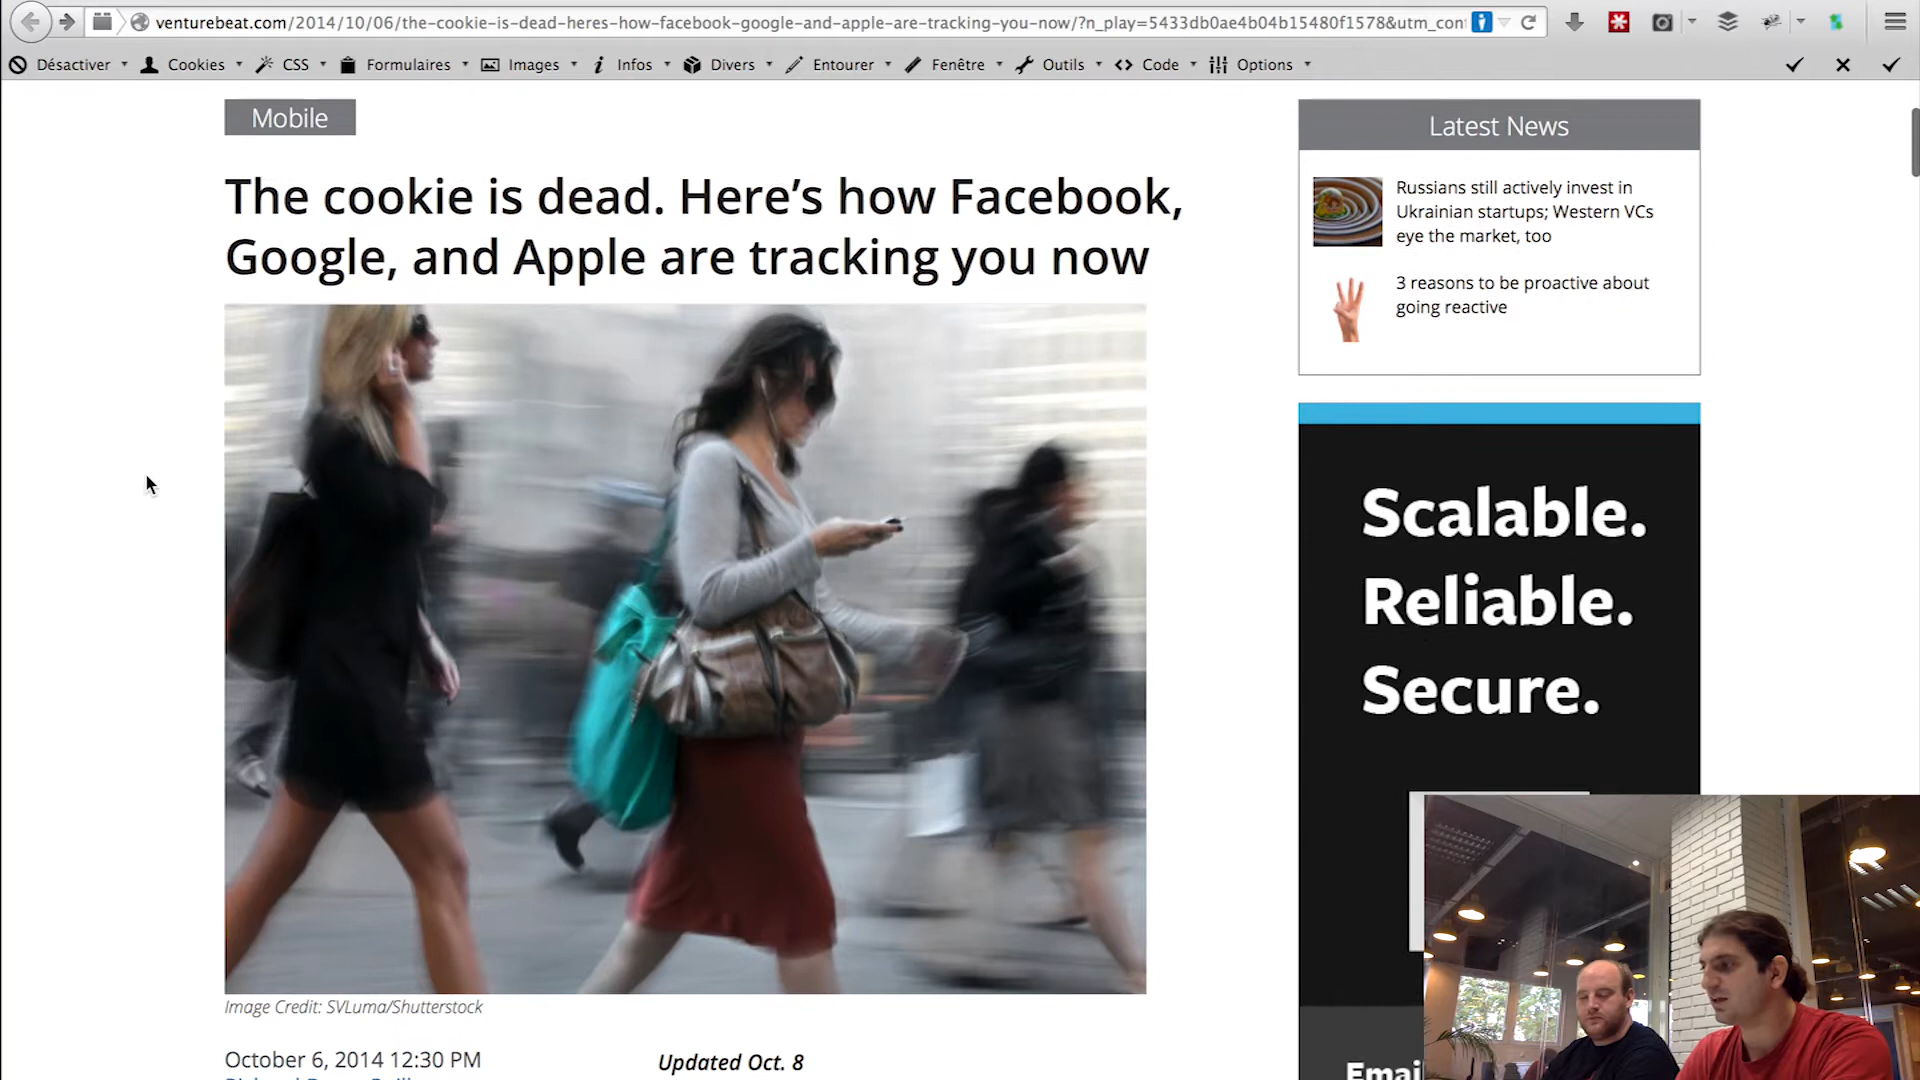 venturebeat.com/2014/10/06/the-cookie-is-dead-heres-how-facebook-google-and-apple-are-tracking-you-now/?n_play=5433db0ae4b04b15480f1578&utm_con
Désactiver Cookies CSS Formulaires Images Infos Divers Entourer Fenêtre Outils Code Options
Mobile
The cookie is dead. Here’s how Facebook,
Google, and Apple are tracking you now
Image Credit: SVLuma/Shutterstock
October 6, 2014 12:30 PM
Updated Oct. 8
Latest News
Russians still actively invest in
Ukrainian startups; Western VCs
eye the market, too
3 reasons to be proactive about
going reactive
Scalable.
Reliable.
Secure.
Emai